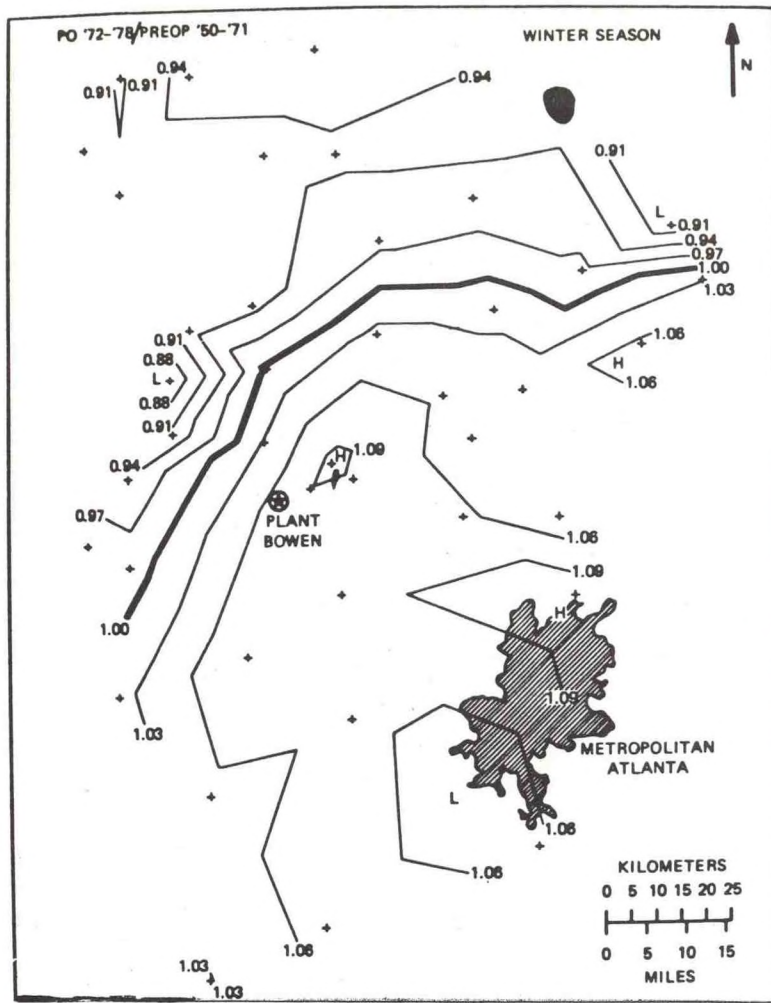 PO '72-'78/PREOP '50-'71
WINTER SEASON
N
0.94
0.91
0.91
0.94
0.91
L
0.91
0.94
0.97
1.00
1.03
1.06
H
1.06
0.91
0.88
L
0.88
0.91
0.94
0.97
H
1.09
PLANT
BOWEN
1.06
1.09
1.00
H
1.09
1.03
METROPOLITAN
ATLANTA
L
1.06
1.06
1.06
1.03
1.03
KILOMETERS
0 5 10 15 20 25
0 5 10 15
MILES